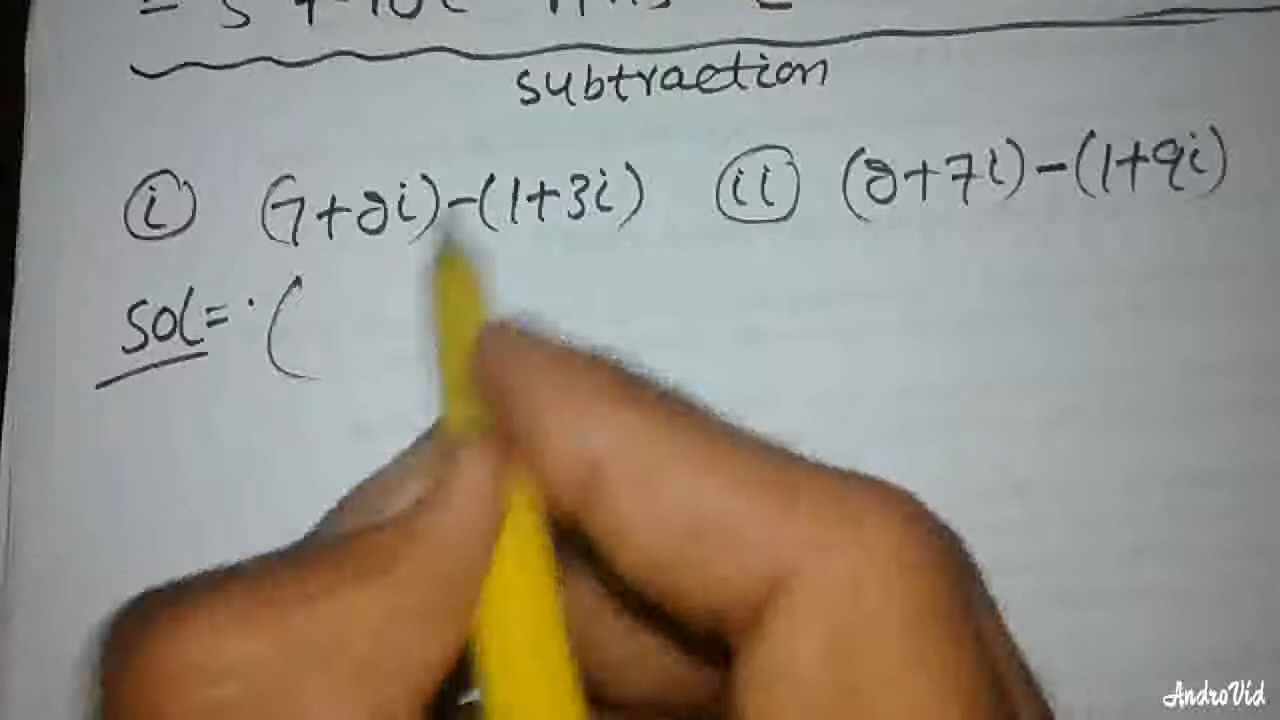 subtraction
(i) (7+2i)-(1+3i) (ii) (2+7i)-(1+9i)
Sol= (
AndroVid